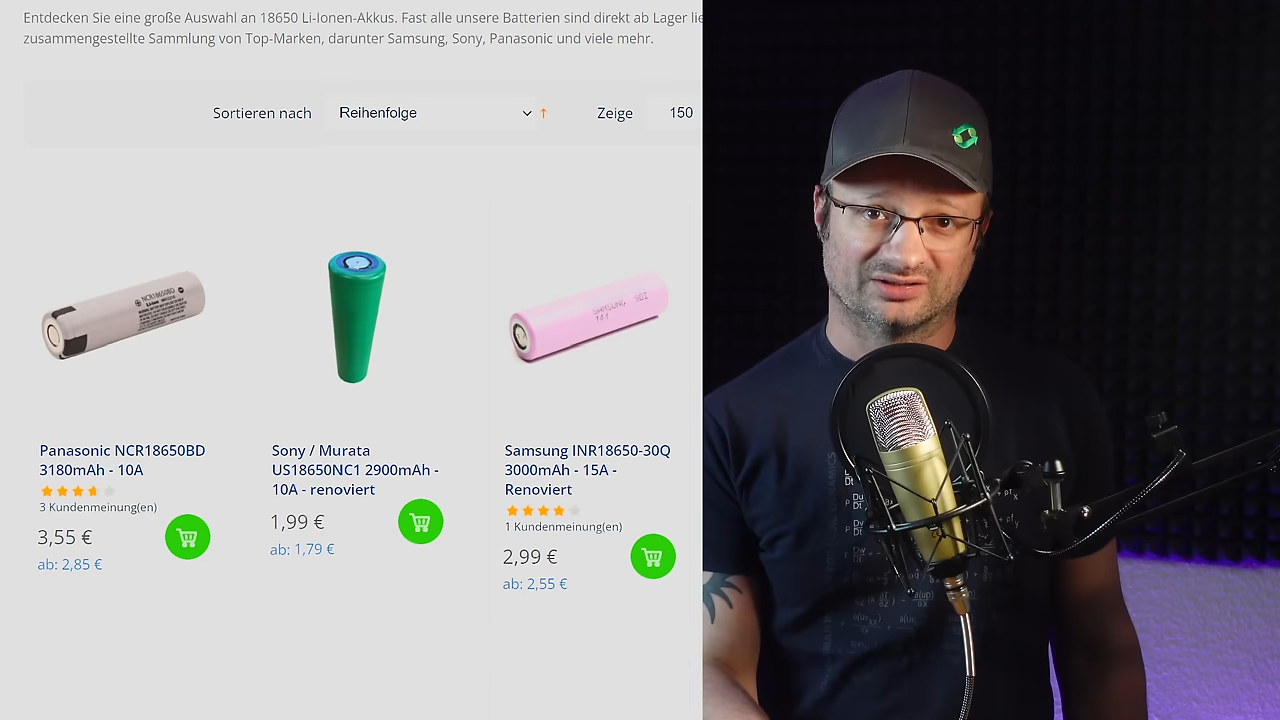 Entdecken Sie eine große Auswahl an 18650 Li-Ionen-Akkus. Fast alle unsere Batterien sind direkt ab Lager
zusammengestellte Sammlung von Top-Marken, darunter Samsung, Sony, Panasonic und viele mehr.
Sortieren nach Reihenfolge ↑ Zeige 150
NCR18650BD
SAMSUNG
Panasonic NCR18650BD
3180mAh - 10A
3 Kundenmeinung(en)
3,55 €
ab: 2,85 €
Sony / Murata
US18650NC1 2900mAh -
10A - renoviert
1,99 €
ab: 1,79 €
Samsung INR18650-30Q
3000mAh - 15A -
Renoviert
1 Kundenmeinung(en)
2,99 €
ab: 2,55 €